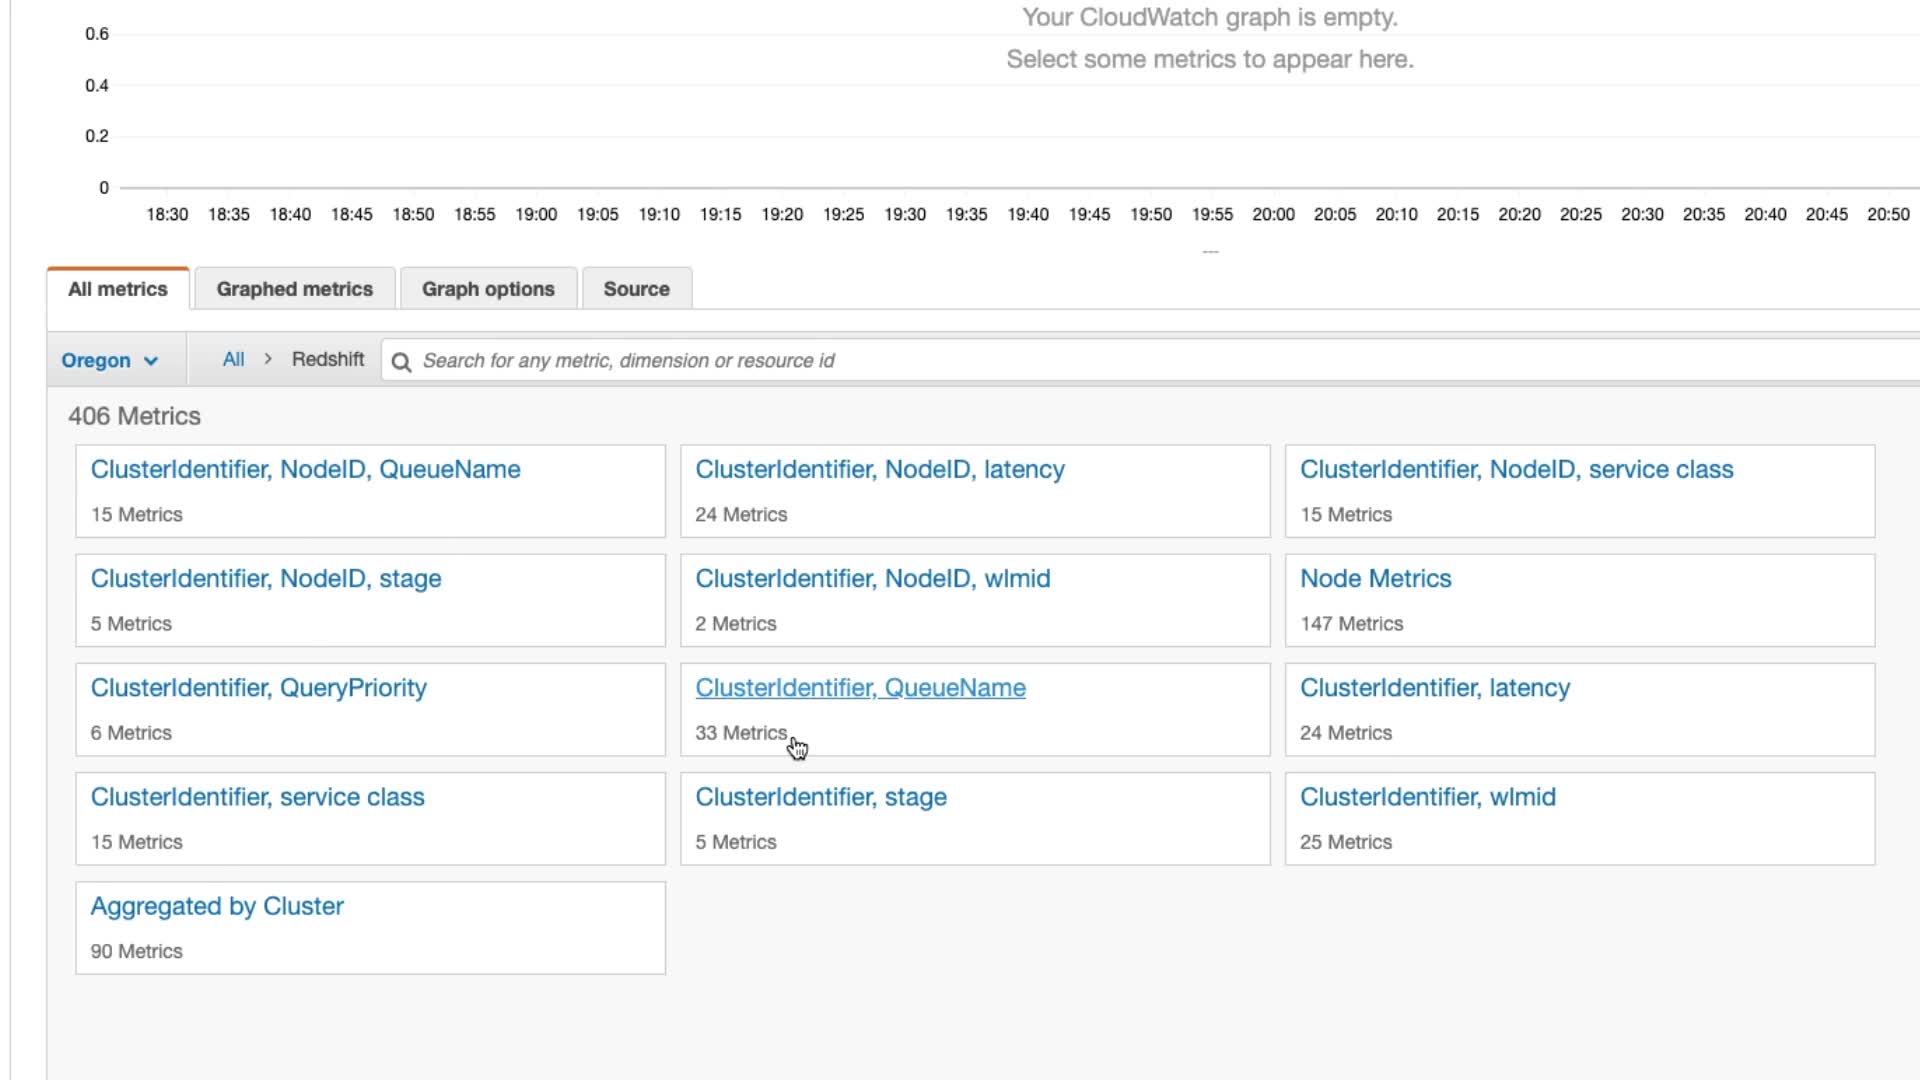 Your CloudWatch graph is empty.
Select some metrics to appear here.
0.6
0.4
0.2
0
18:30 18:35 18:40 18:45 18:50 18:55 19:00 19:05 19:10 19:15 19:20 19:25 19:30 19:35 19:40 19:45 19:50 19:55 20:00 20:05 20:10 20:15 20:20 20:25 20:30 20:35 20:40 20:45 20:50
All metrics Graphed metrics Graph options Source
Oregon All > Redshift Search for any metric, dimension or resource id
406 Metrics
ClusterIdentifier, NodeID, QueueName
15 Metrics
ClusterIdentifier, NodeID, latency
24 Metrics
ClusterIdentifier, NodeID, service class
15 Metrics
ClusterIdentifier, NodeID, stage
5 Metrics
ClusterIdentifier, NodeID, wlmid
2 Metrics
Node Metrics
147 Metrics
ClusterIdentifier, QueryPriority
6 Metrics
ClusterIdentifier, QueueName
33 Metrics
ClusterIdentifier, latency
24 Metrics
ClusterIdentifier, service class
15 Metrics
ClusterIdentifier, stage
5 Metrics
ClusterIdentifier, wlmid
25 Metrics
Aggregated by Cluster
90 Metrics